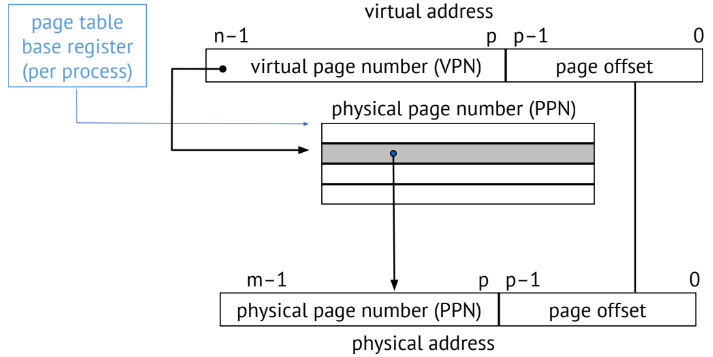 page table
base register
(per process)
virtual address
n–1 p p–1 0
virtual page number (VPN) page offset
physical page number (PPN)
m–1 p p–1 0
physical page number (PPN) page offset
physical address